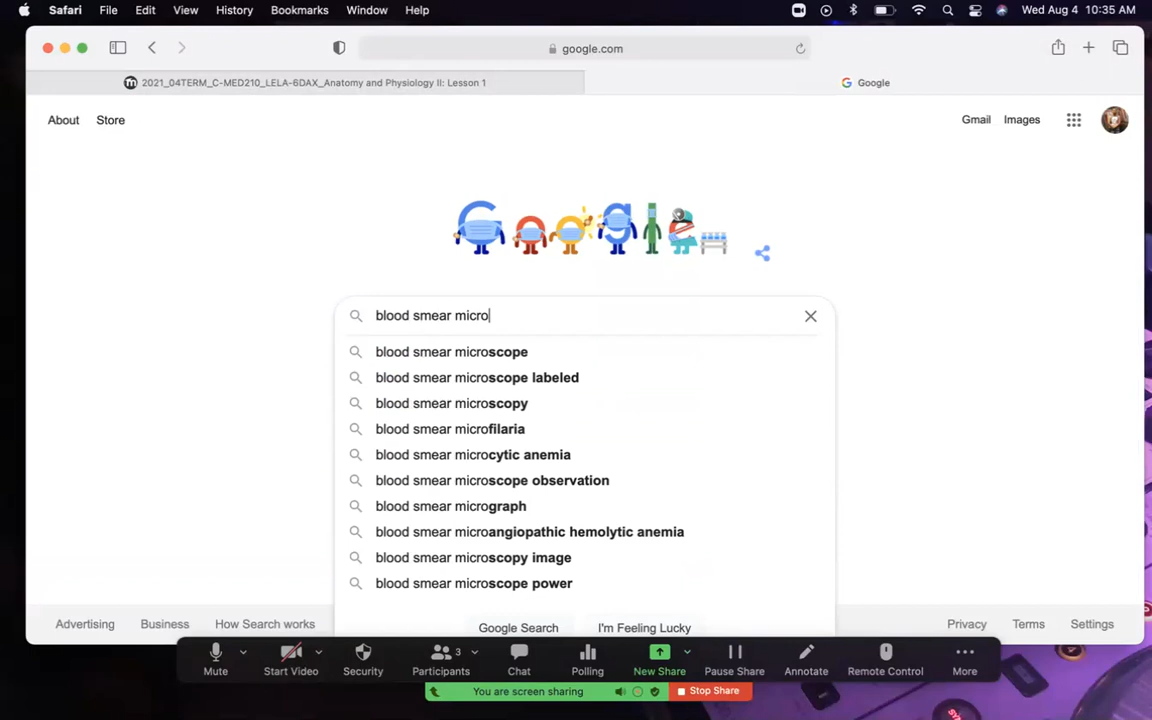 Safari File Edit View History Bookmarks Window Help Wed Aug 4 10:35 AM
google.com
2021_04TERM_C-MED210_LELA-6DAX_Anatomy and Physiology II: Lesson 1 Google
About Store Gmail Images
Google
blood smear micro
blood smear microscope
blood smear microscope labeled
blood smear microscopy
blood smear microfilaria
blood smear microcytic anemia
blood smear microscope observation
blood smear micrograph
blood smear microangiopathic hemolytic anemia
blood smear microscopy image
blood smear microscope power
Google Search I'm Feeling Lucky
Advertising Business How Search works Privacy Terms Settings
3
Mute Start Video Security Participants Chat Polling New Share Pause Share Annotate Remote Control More
You are screen sharing Stop Share